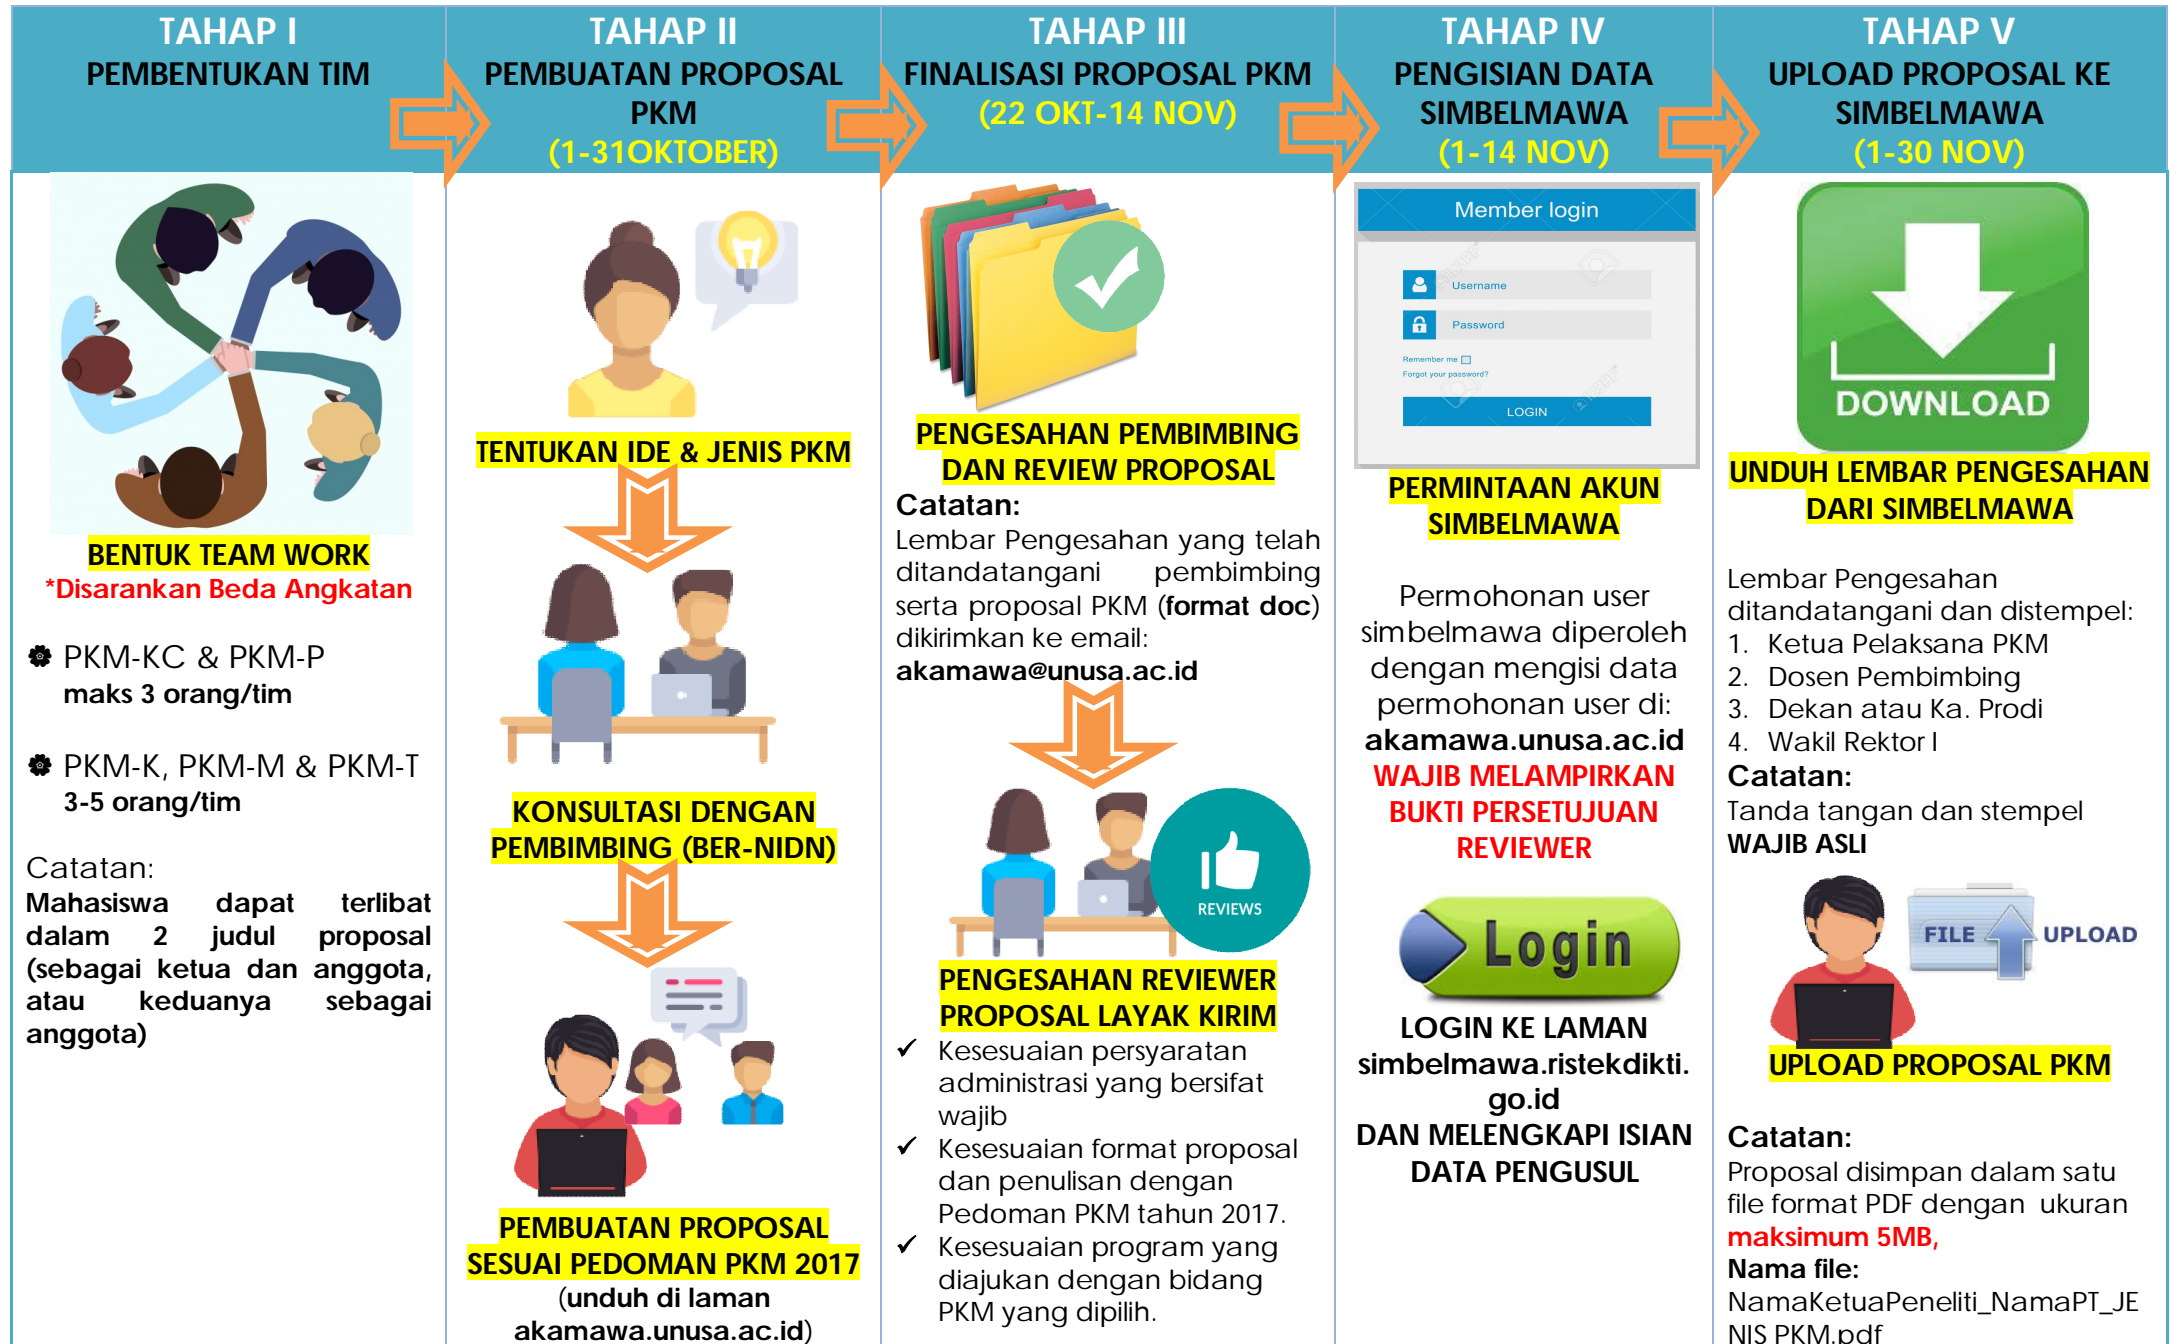 TAHAP I
PEMBENTUKAN TIM
BENTUK TEAM WORK
*Disarankan Beda Angkatan
PKM-KC & PKM-P
maks 3 orang/tim
PKM-K, PKM-M & PKM-T
3-5 orang/tim
Catatan:
Mahasiswa dapat terlibat
dalam 2 judul proposal
(sebagai ketua dan anggota,
atau keduanya sebagai
anggota)
TAHAP II
PEMBUATAN PROPOSAL
PKM
(1-31OKTOBER)
TENTUKAN IDE & JENIS PKM
KONSULTASI DENGAN
PEMBIMBING (BER-NIDN)
PEMBUATAN PROPOSAL
SESUAI PEDOMAN PKM 2017
(unduh di laman
akamawa.unusa.ac.id)
TAHAP III
FINALISASI PROPOSAL PKM
(22 OKT-14 NOV)
PENGESAHAN PEMBIMBING
DAN REVIEW PROPOSAL
Catatan:
Lembar Pengesahan yang telah
ditandatangani pembimbing
serta proposal PKM (format doc)
dikirimkan ke email:
akamawa@unusa.ac.id
REVIEWS
PENGESAHAN REVIEWER
PROPOSAL LAYAK KIRIM
✓ Kesesuaian persyaratan
administrasi yang bersifat
wajib
✓ Kesesuaian format proposal
dan penulisan dengan
Pedoman PKM tahun 2017.
✓ Kesesuaian program yang
diajukan dengan bidang
PKM yang dipilih.
TAHAP IV
PENGISIAN DATA
SIMBELMAWA
(1-14 NOV)
Member login
Username
Password
Remember me
Forgot your password?
LOGIN
PERMINTAAN AKUN
SIMBELMAWA
Permohonan user
simbelmawa diperoleh
dengan mengisi data
permohonan user di:
akamawa.unusa.ac.id
WAJIB MELAMPIRKAN
BUKTI PERSETUJUAN
REVIEWER
Login
LOGIN KE LAMAN
simbelmawa.ristekdikti.
go.id
DAN MELENGKAPI ISIAN
DATA PENGUSUL
TAHAP V
UPLOAD PROPOSAL KE
SIMBELMAWA
(1-30 NOV)
DOWNLOAD
UNDUH LEMBAR PENGESAHAN
DARI SIMBELMAWA
Lembar Pengesahan
ditandatangani dan distempel:
1. Ketua Pelaksana PKM
2. Dosen Pembimbing
3. Dekan atau Ka. Prodi
4. Wakil Rektor I
Catatan:
Tanda tangan dan stempel
WAJIB ASLI
FILE UPLOAD
UPLOAD PROPOSAL PKM
Catatan:
Proposal disimpan dalam satu
file format PDF dengan ukuran
maksimum 5MB,
Nama file:
NamaKetuaPeneliti_NamaPT_JE
NIS PKM.pdf